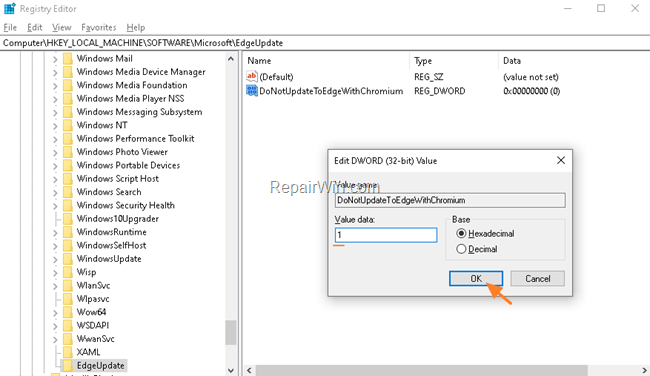 Registry Editor
File Edit View Favorites Help
Computer\HKEY_LOCAL_MACHINE\SOFTWARE\Microsoft\EdgeUpdate
Windows Mail
Windows Media Device Manager
Windows Media Foundation
Windows Media Player NSS
Windows Messaging Subsystem
Windows NT
Windows Performance Toolkit
Windows Photo Viewer
Windows Portable Devices
Windows Script Host
Windows Search
Windows Security Health
Windows10Upgrader
WindowsRuntime
WindowsSelfHost
WindowsUpdate
Wisp
WlanSvc
Wlpasvc
Wow64
WSDAPI
WwanSvc
XAML
EdgeUpdate
Name Type Data
ab (Default) REG_SZ (value not set)
DoNotUpdateToEdgeWithChromium REG_DWORD 0x00000000 (0)
Edit DWORD (32-bit) Value
Value name:
RepairWin.com
DoNotUpdateToEdgeWithChromium
Value data:
1
Base
Hexadecimal
Decimal
OK Cancel